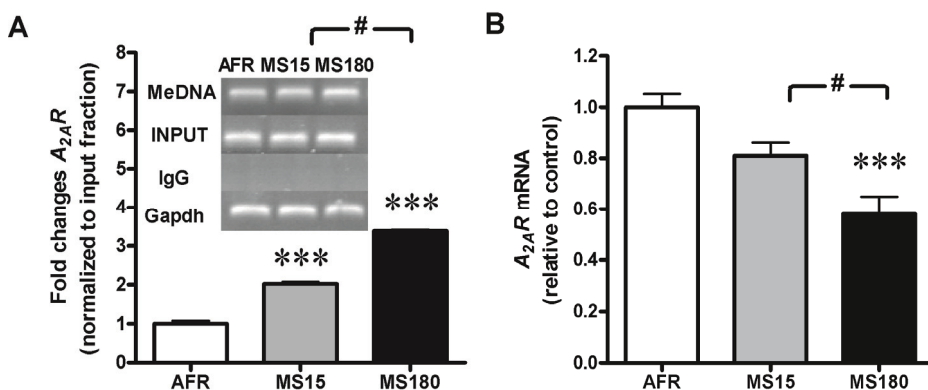 A
Fold changes A2AR
(normalized to input fraction)
8
7
6
5
4
3
2
1
0
AFR MS15 MS180
MeDNA
INPUT
IgG
Gapdh
***
***
#
AFR
MS15
MS180
B
A2AR mRNA
(relative to control)
1.0
0.8
0.6
0.4
0.2
0.0
#
***
AFR
MS15
MS180